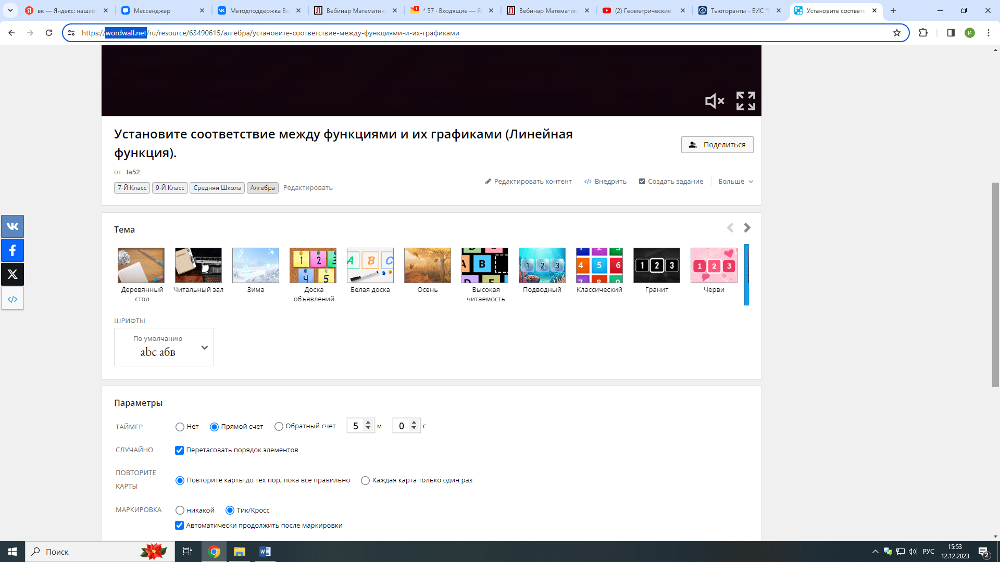 вк — Яндекс: нашло
Мессенджер
Методподдержка Во
Вебинар Математика
* 57 · Входящие — Я
Вебинар Математик
(2) Геометрические
Тьюторанты - ЕИС "
Установите соответс
https://wordwall.net/ru/resource/63490615/алгебра/установите-соответствие-между-функциями-и-их-графиками
И
Установите соответствие между функциями и их графиками (Линейная
функция).
Поделиться
от Ia52
7-Й Класс 9-Й Класс Средняя Школа Алгебра Редактировать
Редактировать контент Внедрить Создать задание Больше
Тема
1 2 3 4 5
A B C
A B
1 2 3
4 5 6
1 2 3
1 2 3
Деревянный
стол
Читальный зал
Зима
Доска
объявлений
Белая доска
Осень
Высокая
читаемость
Подводный
Классический
Гранит
Черви
ШРИФТЫ
По умолчанию
abc абв
Параметры
ТАЙМЕР Нет Прямой счет Обратный счет 5 м 0 с
СЛУЧАЙНО Перетасовать порядок элементов
ПОВТОРИТЕ
КАРТЫ
Повторите карты до тех пор, пока все правильно Каждая карта только один раз
МАРКИРОВКА никакой Тик/Кросс
Автоматически продолжить после маркировки
Поиск
РУС
15:53
12.12.2023
2